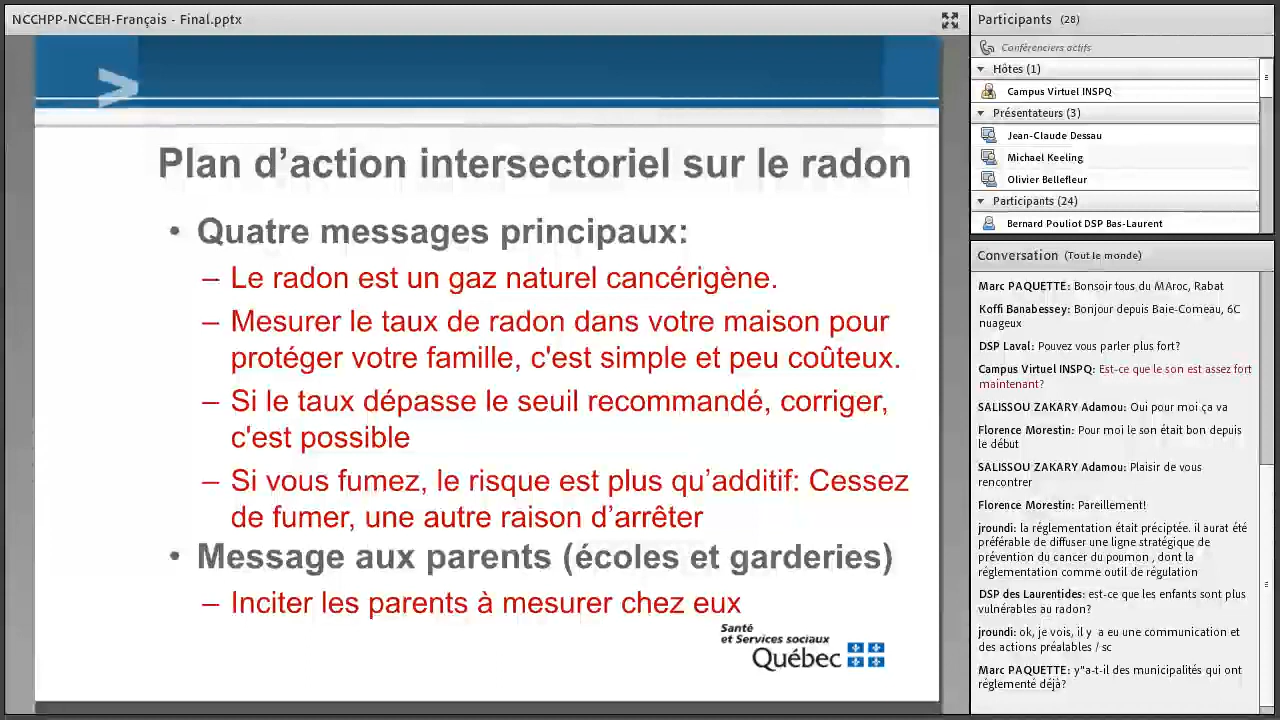 NCCHPP-NCCEH-Français - Final.pptx
>
Plan d’action intersectoriel sur le radon
• Quatre messages principaux:
– Le radon est un gaz naturel cancérigène.
– Mesurer le taux de radon dans votre maison pour
protéger votre famille, c'est simple et peu coûteux.
– Si le taux dépasse le seuil recommandé, corriger,
c'est possible
– Si vous fumez, le risque est plus qu’additif: Cessez
de fumer, une autre raison d’arrêter
• Message aux parents (écoles et garderies)
– Inciter les parents à mesurer chez eux
Santé
et Services sociaux
Québec
Participants (28)
Conférenciers actifs
Hôtes (1)
Campus Virtuel INSPQ
Présentateurs (3)
Jean-Claude Dessau
Michael Keeling
Olivier Bellefleur
Participants (24)
Bernard Pouliot DSP Bas-Laurent
Conversation (Tout le monde)
Marc PAQUETTE: Bonsoir tous du MAroc, Rabat
Koffi Banabessey: Bonjour depuis Baie-Comeau, 6C
nuageux
DSP Laval: Pouvez vous parler plus fort?
Campus Virtuel INSPQ: Est-ce que le son est assez fort
maintenant?
SALISSOU ZAKARY Adamou: Oui pour moi ça va
Florence Morestin: Pour moi le son était bon depuis
le début
SALISSOU ZAKARY Adamou: Plaisir de vous
rencontrer
Florence Morestin: Pareillement!
jroundi: la réglementation était préciptée. il aurat été
préférable de diffuser une ligne stratégique de
prévention du cancer du poumon , dont la
réglementation comme outil de régulation
DSP des Laurentides: est-ce que les enfants sont plus
vulnérables au radon?
jroundi: ok, je vois, il y a eu une communication et
des actions préalables / sc
Marc PAQUETTE: y"a-t-il des municipalités qui ont
réglementé déjà?